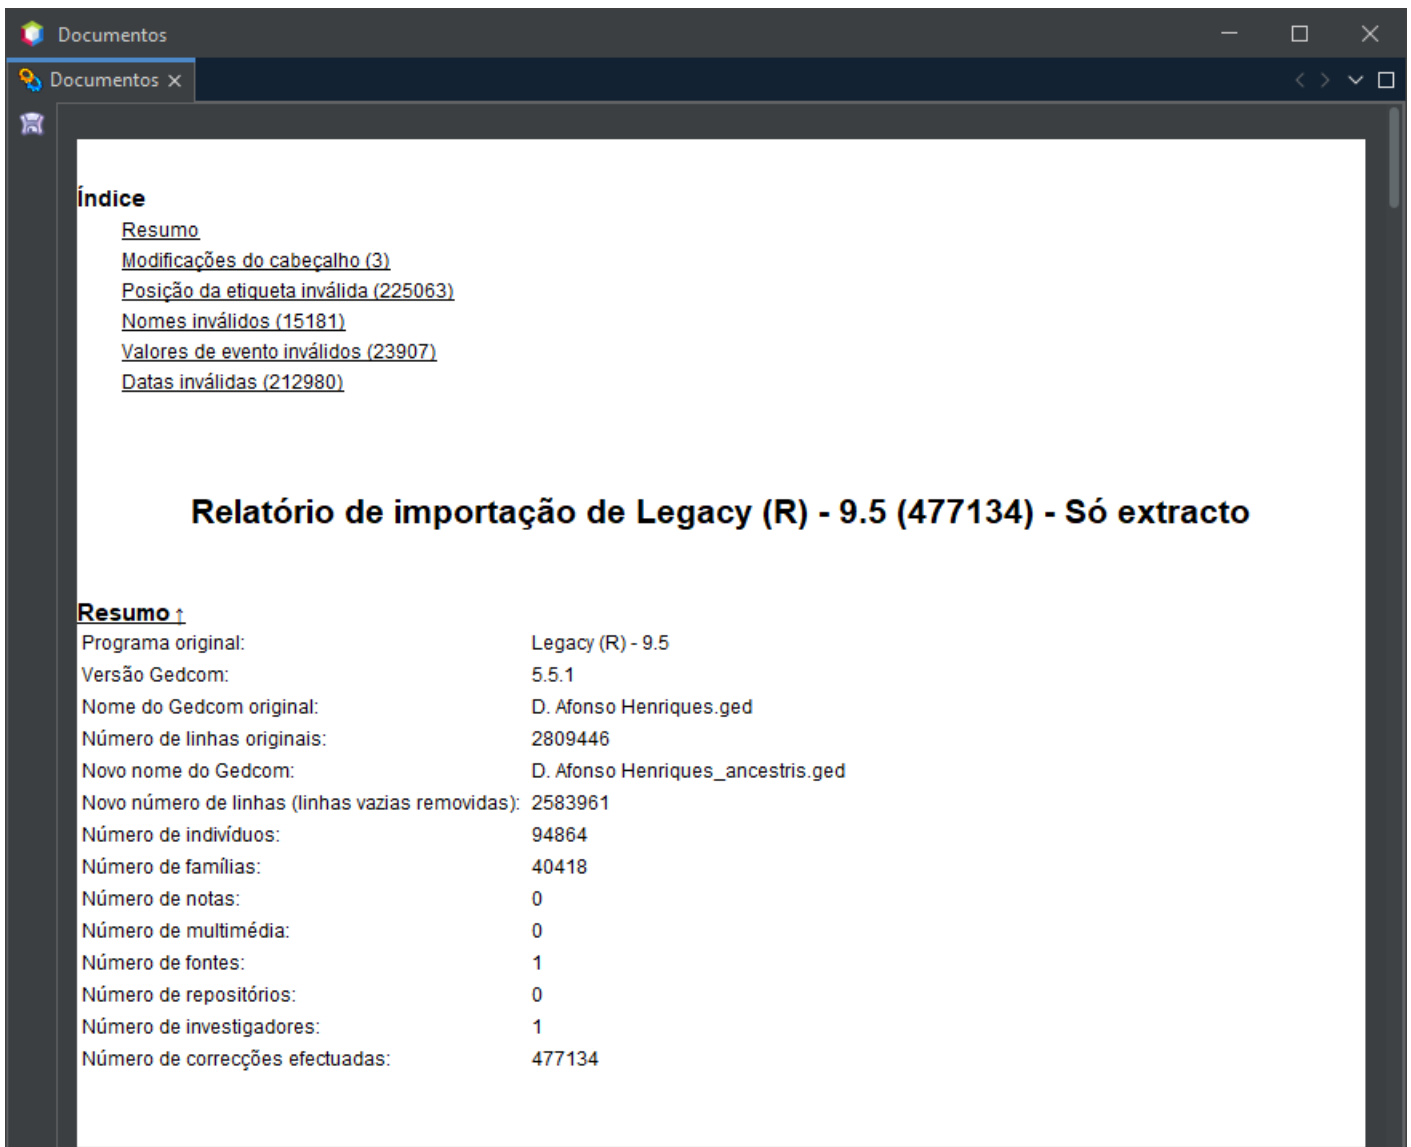 Documentos
Documentos
Índice
Resumo
Modificações do cabeçalho (3)
Posição da etiqueta inválida (225063)
Nomes inválidos (15181)
Valores de evento inválidos (23907)
Datas inválidas (212980)
Relatório de importação de Legacy (R) - 9.5 (477134) - Só extracto
Resumo ↑
Programa original: Legacy (R) - 9.5
Versão Gedcom: 5.5.1
Nome do Gedcom original: D. Afonso Henriques.ged
Número de linhas originais: 2809446
Novo nome do Gedcom: D. Afonso Henriques_ancestris.ged
Novo número de linhas (linhas vazias removidas): 2583961
Número de indivíduos: 94864
Número de famílias: 40418
Número de notas: 0
Número de multimédia: 0
Número de fontes: 1
Número de repositórios: 0
Número de investigadores: 1
Número de correcções efectuadas: 477134